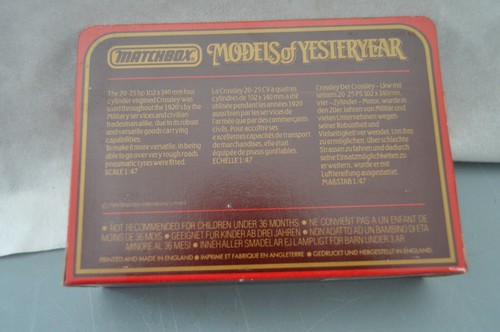 MATCHBOX
MODELS of YESTERYEAR
The 20-25 hp 102 x 140 mm four
cylinder engined Crossley was
used throughout the 1920's by the
Military services and civilian
tradesmen alike, due to its robust
and versatile goods carrying
capabilities.
To make it more versatile, in being
able to go over very rough roads
pneumatic tyres were fitted.
SCALE 1:47
La Crossley 20-25 CV à quatre
cylindres de 102 x 140 mm a été
utilisée pendant les années 1920
aussi bien par les services de
l'armée que par des commerçants
civils. Pour accroître ses
excellentes capacités de transport
de marchandises, elle était
équipée de pneus gonflables.
ECHELLE 1:47
Crossley Der Crossley – Une mit
seinem 20-25 PS 102 x 140mm,
vier – Zylinder – Motor, wurde in den
20er Jahren von Militär und
vielen Unternehmen wegen
seiner Robustheit und
Vielseitigkeit verwendet. Um ihn
zu ermöglichen, über schlechte
Strassen zu fahren und dadurch
seine Einsatzmöglichkeiten zu
erweitern, wurde er mit
Luftbereifung ausgestattet.
MAßSTAB 1:47
● NOT RECOMMENDED FOR CHILDREN UNDER 36 MONTHS ● NE CONVIENT PAS A UN ENFANT DE
MOINS DE 36 MOIS ● GEEIGNET FÜR KINDER AB DREI JAHREN ● NON ADATTO AD UN BAMBINO DI ETA
MINORE AL 36 MESI ● INNEHALLER SMADELAR EJ LAMPLIGT FOR BARN UNDER 3 AR
PRINTED AND MADE IN ENGLAND ● IMPRIME ET FABRIQUE EN ANGLETERRE ● GEDRUCKT UND HERGESTELLT IN ENGLAND